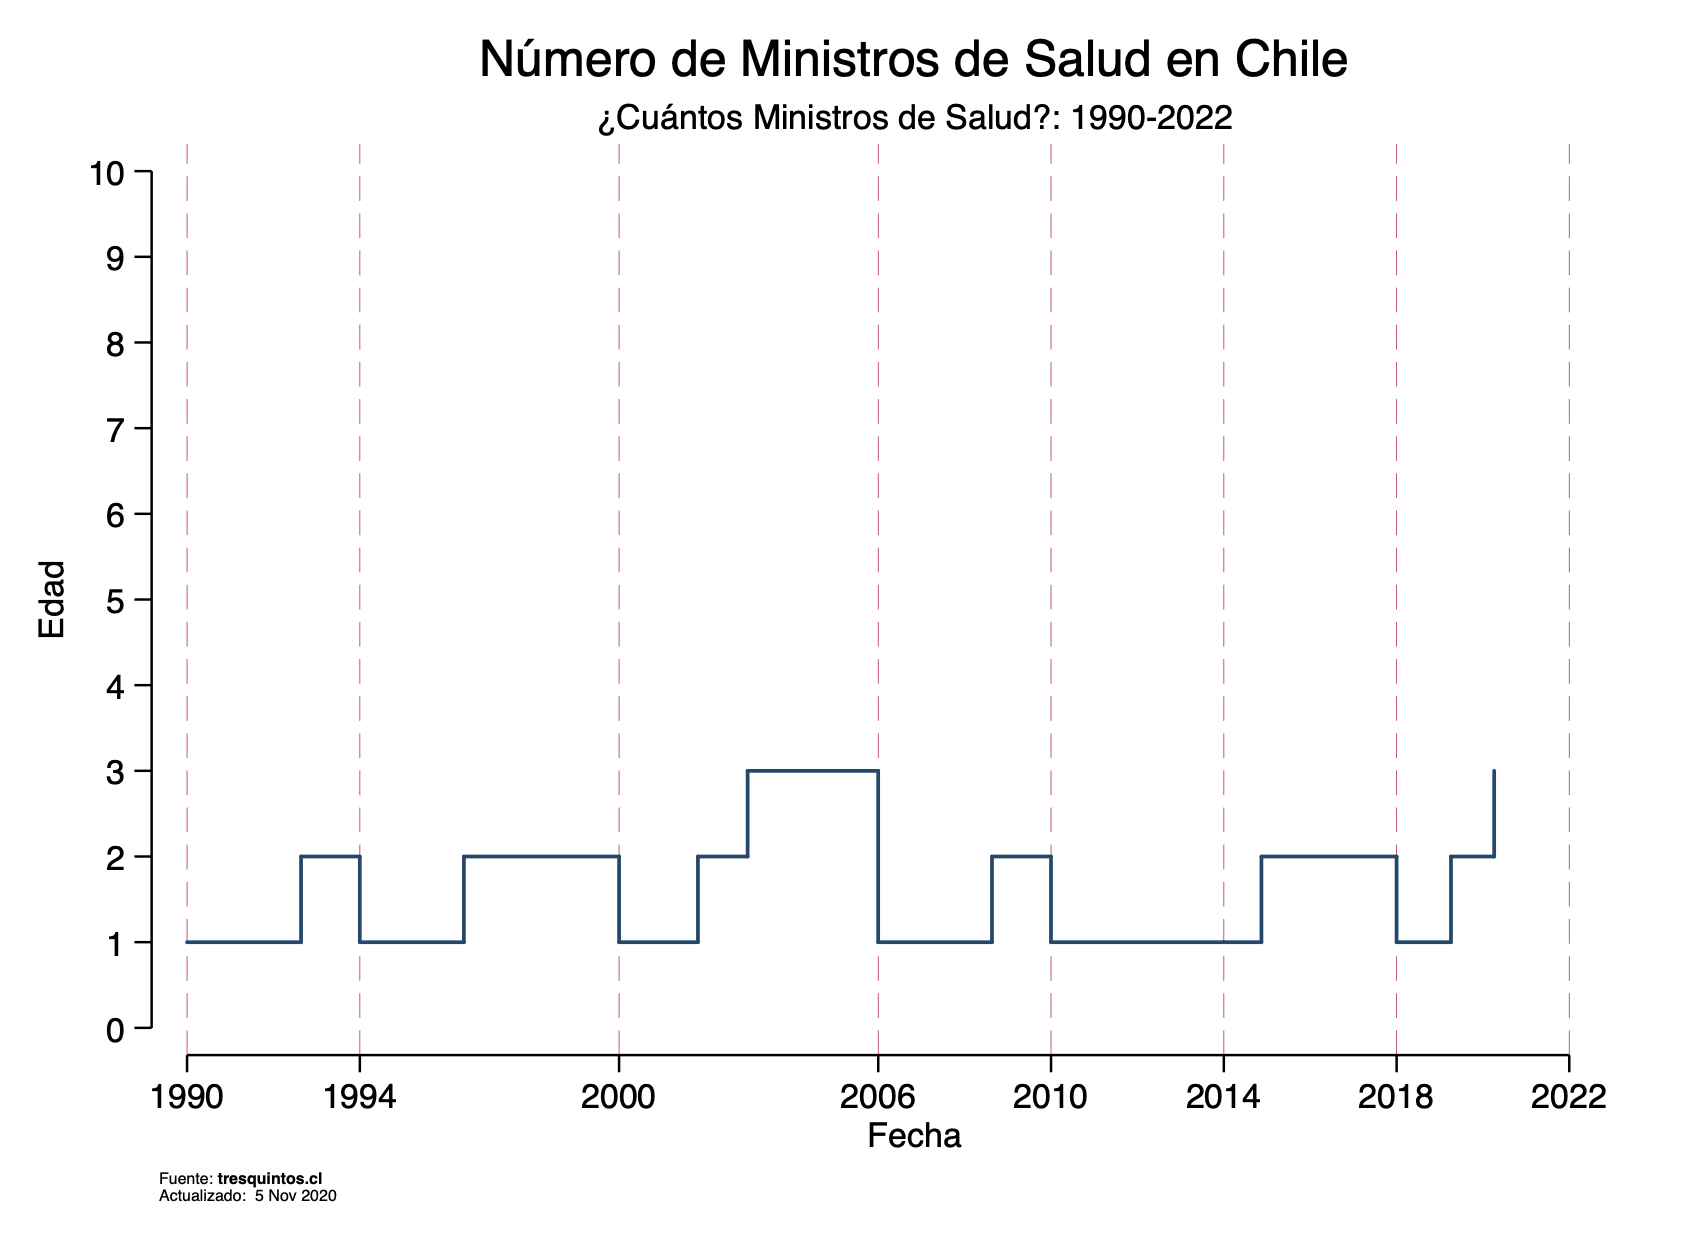 Número de Ministros de Salud en Chile
¿Cuántos Ministros de Salud?: 1990-2022
10
9
8
7
6
5
4
3
2
1
0
Edad
1990 1994 2000 2006 2010 2014 2018 2022
Fecha
Fuente: tresquintos.cl
Actualizado: 5 Nov 2020